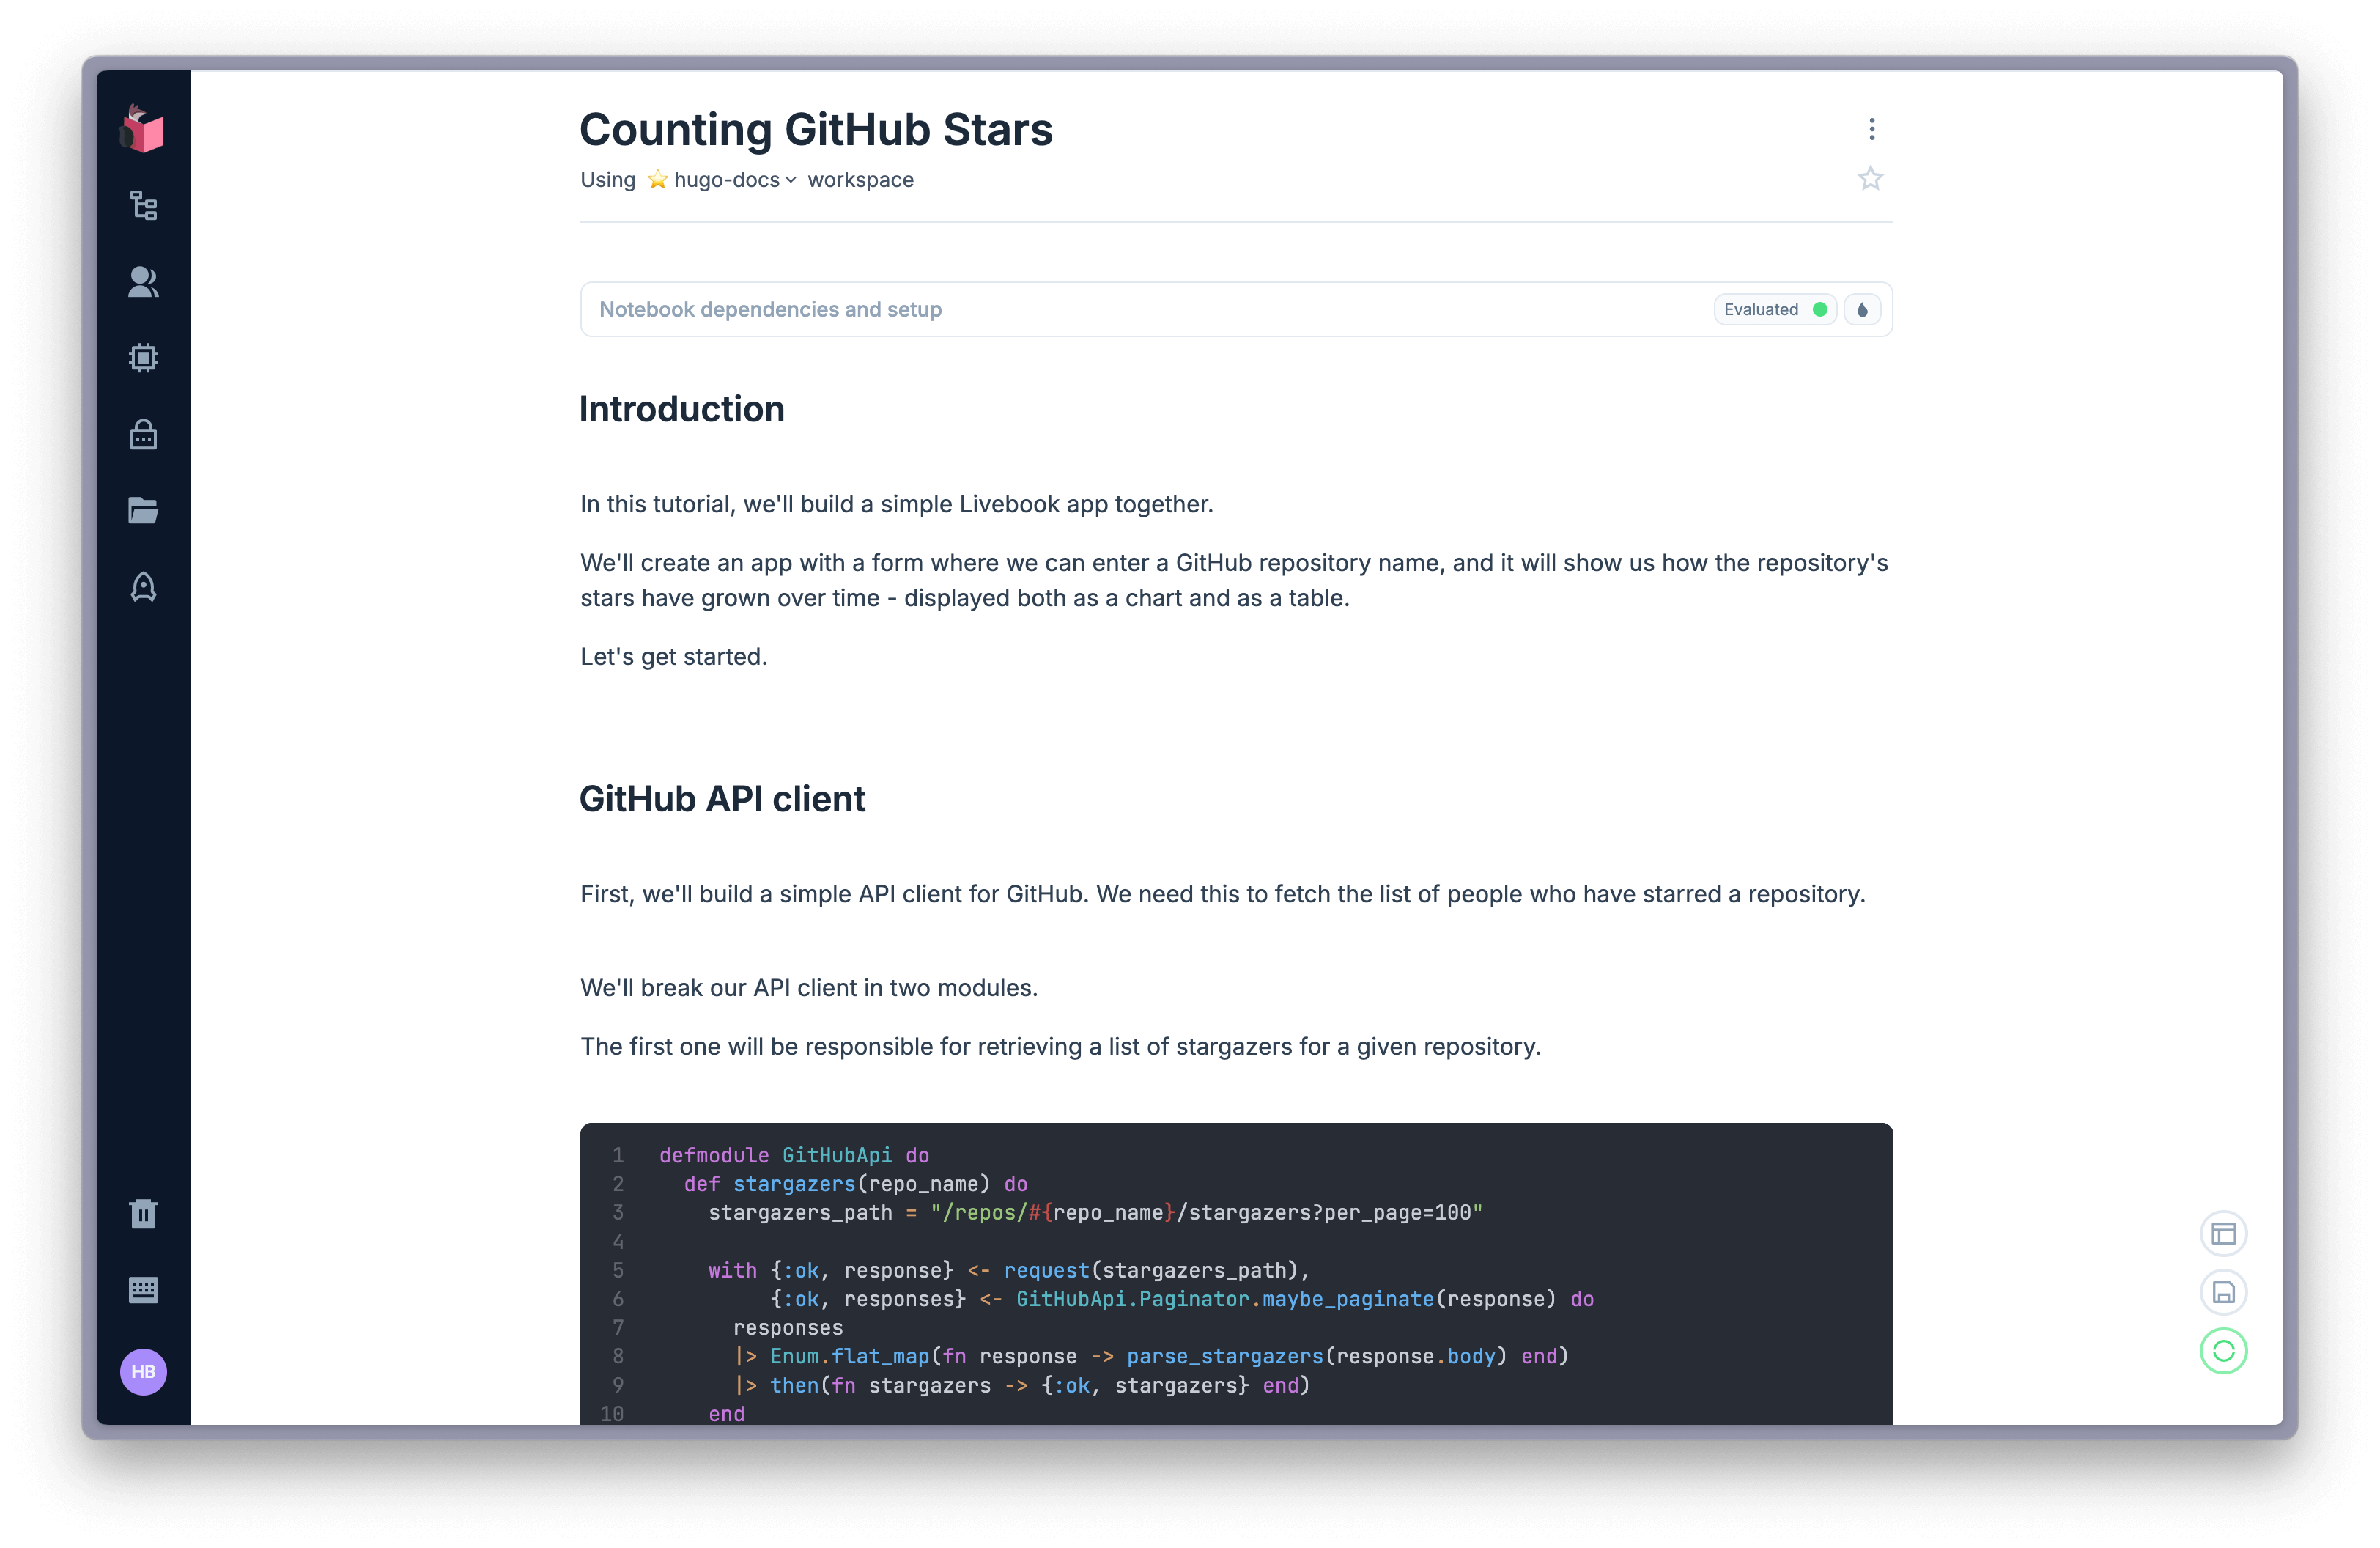 Counting GitHub Stars
Using ⭐ hugo-docs workspace
Notebook dependencies and setup
Evaluated
Introduction
In this tutorial, we'll build a simple Livebook app together.
We'll create an app with a form where we can enter a GitHub repository name, and it will show us how the repository's
stars have grown over time - displayed both as a chart and as a table.
Let's get started.
GitHub API client
First, we'll build a simple API client for GitHub. We need this to fetch the list of people who have starred a repository.
We'll break our API client in two modules.
The first one will be responsible for retrieving a list of stargazers for a given repository.
1 defmodule GitHubApi do
2   def stargazers(repo_name) do
3     stargazers_path = "/repos/#{repo_name}/stargazers?per_page=100"
4
5     with {:ok, response} <- request(stargazers_path),
6          {:ok, responses} <- GitHubApi.Paginator.maybe_paginate(response) do
7       responses
8       |> Enum.flat_map(fn response -> parse_stargazers(response.body) end)
9       |> then(fn stargazers -> {:ok, stargazers} end)
10     end
HB